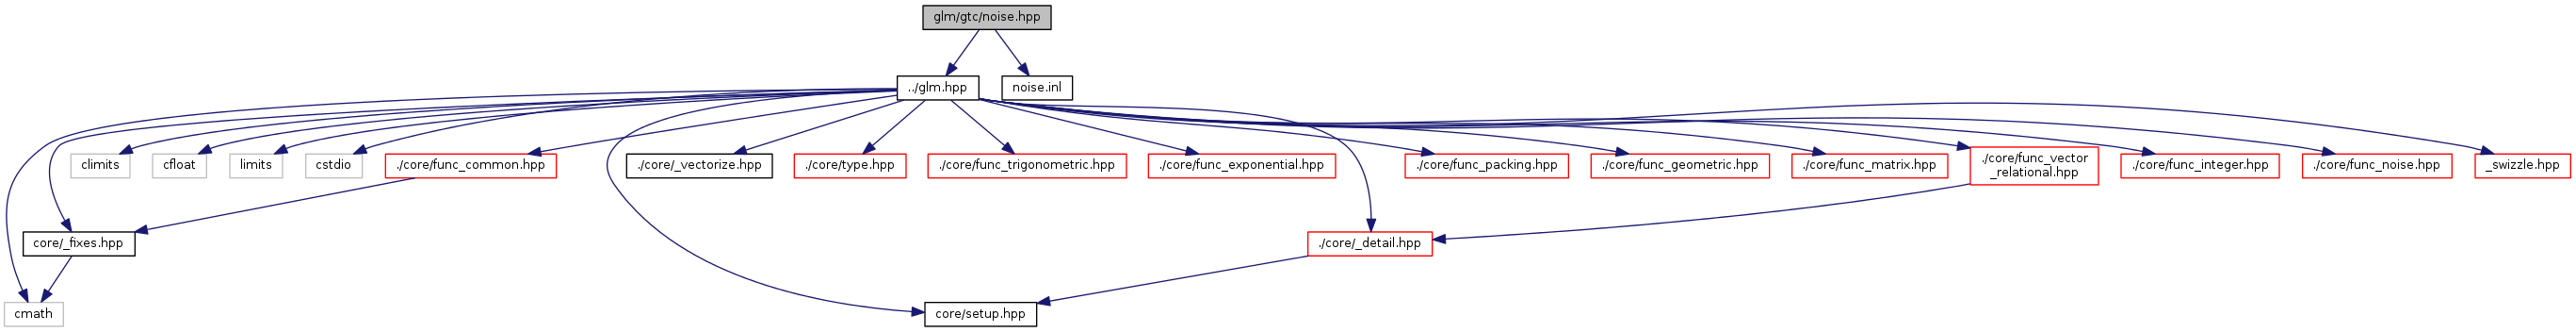 glm/gtc/noise.hpp
../glm.hpp
noise.inl
climits
cfloat
limits
cstdio
./core/func_common.hpp
./core/_vectorize.hpp
./core/type.hpp
./core/func_trigonometric.hpp
./core/func_exponential.hpp
./core/func_packing.hpp
./core/func_geometric.hpp
./core/func_matrix.hpp
./core/func_vector
_relational.hpp
./core/func_integer.hpp
./core/func_noise.hpp
_swizzle.hpp
core/_fixes.hpp
./core/_detail.hpp
cmath
core/setup.hpp